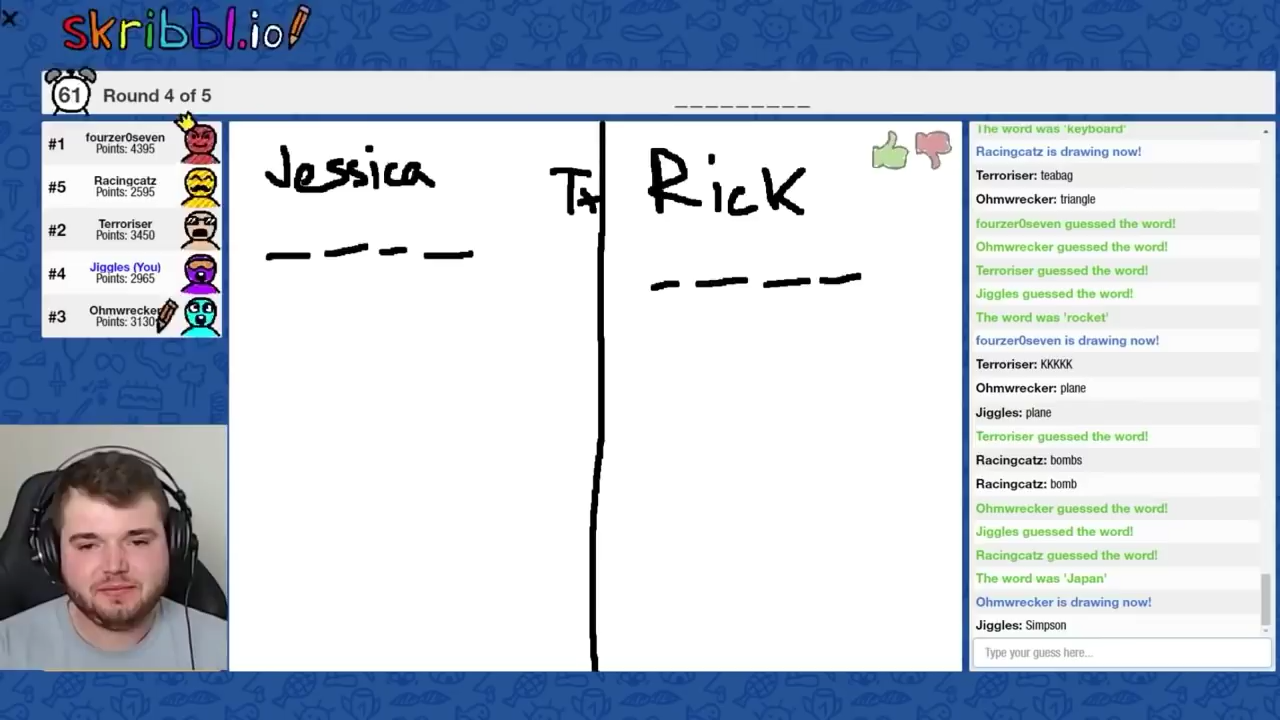 skribbl.io
61 Round 4 of 5 _________
#1 fourzer0seven
Points: 4395
#5 Racingcatz
Points: 2595
#2 Terroriser
Points: 3450
#4 Jiggles (You)
Points: 2965
#3 Ohmwrecker
Points: 3130
Jessica
Rick
The word was 'keyboard'
Racingcatz is drawing now!
Terroriser: teabag
Ohmwrecker: triangle
fourzer0seven guessed the word!
Ohmwrecker guessed the word!
Terroriser guessed the word!
Jiggles guessed the word!
The word was 'rocket'
fourzer0seven is drawing now!
Terroriser: KKKKK
Ohmwrecker: plane
Jiggles: plane
Terroriser guessed the word!
Racingcatz: bombs
Racingcatz: bomb
Ohmwrecker guessed the word!
Jiggles guessed the word!
Racingcatz guessed the word!
The word was 'Japan'
Ohmwrecker is drawing now!
Jiggles: Simpson
Type your guess here...